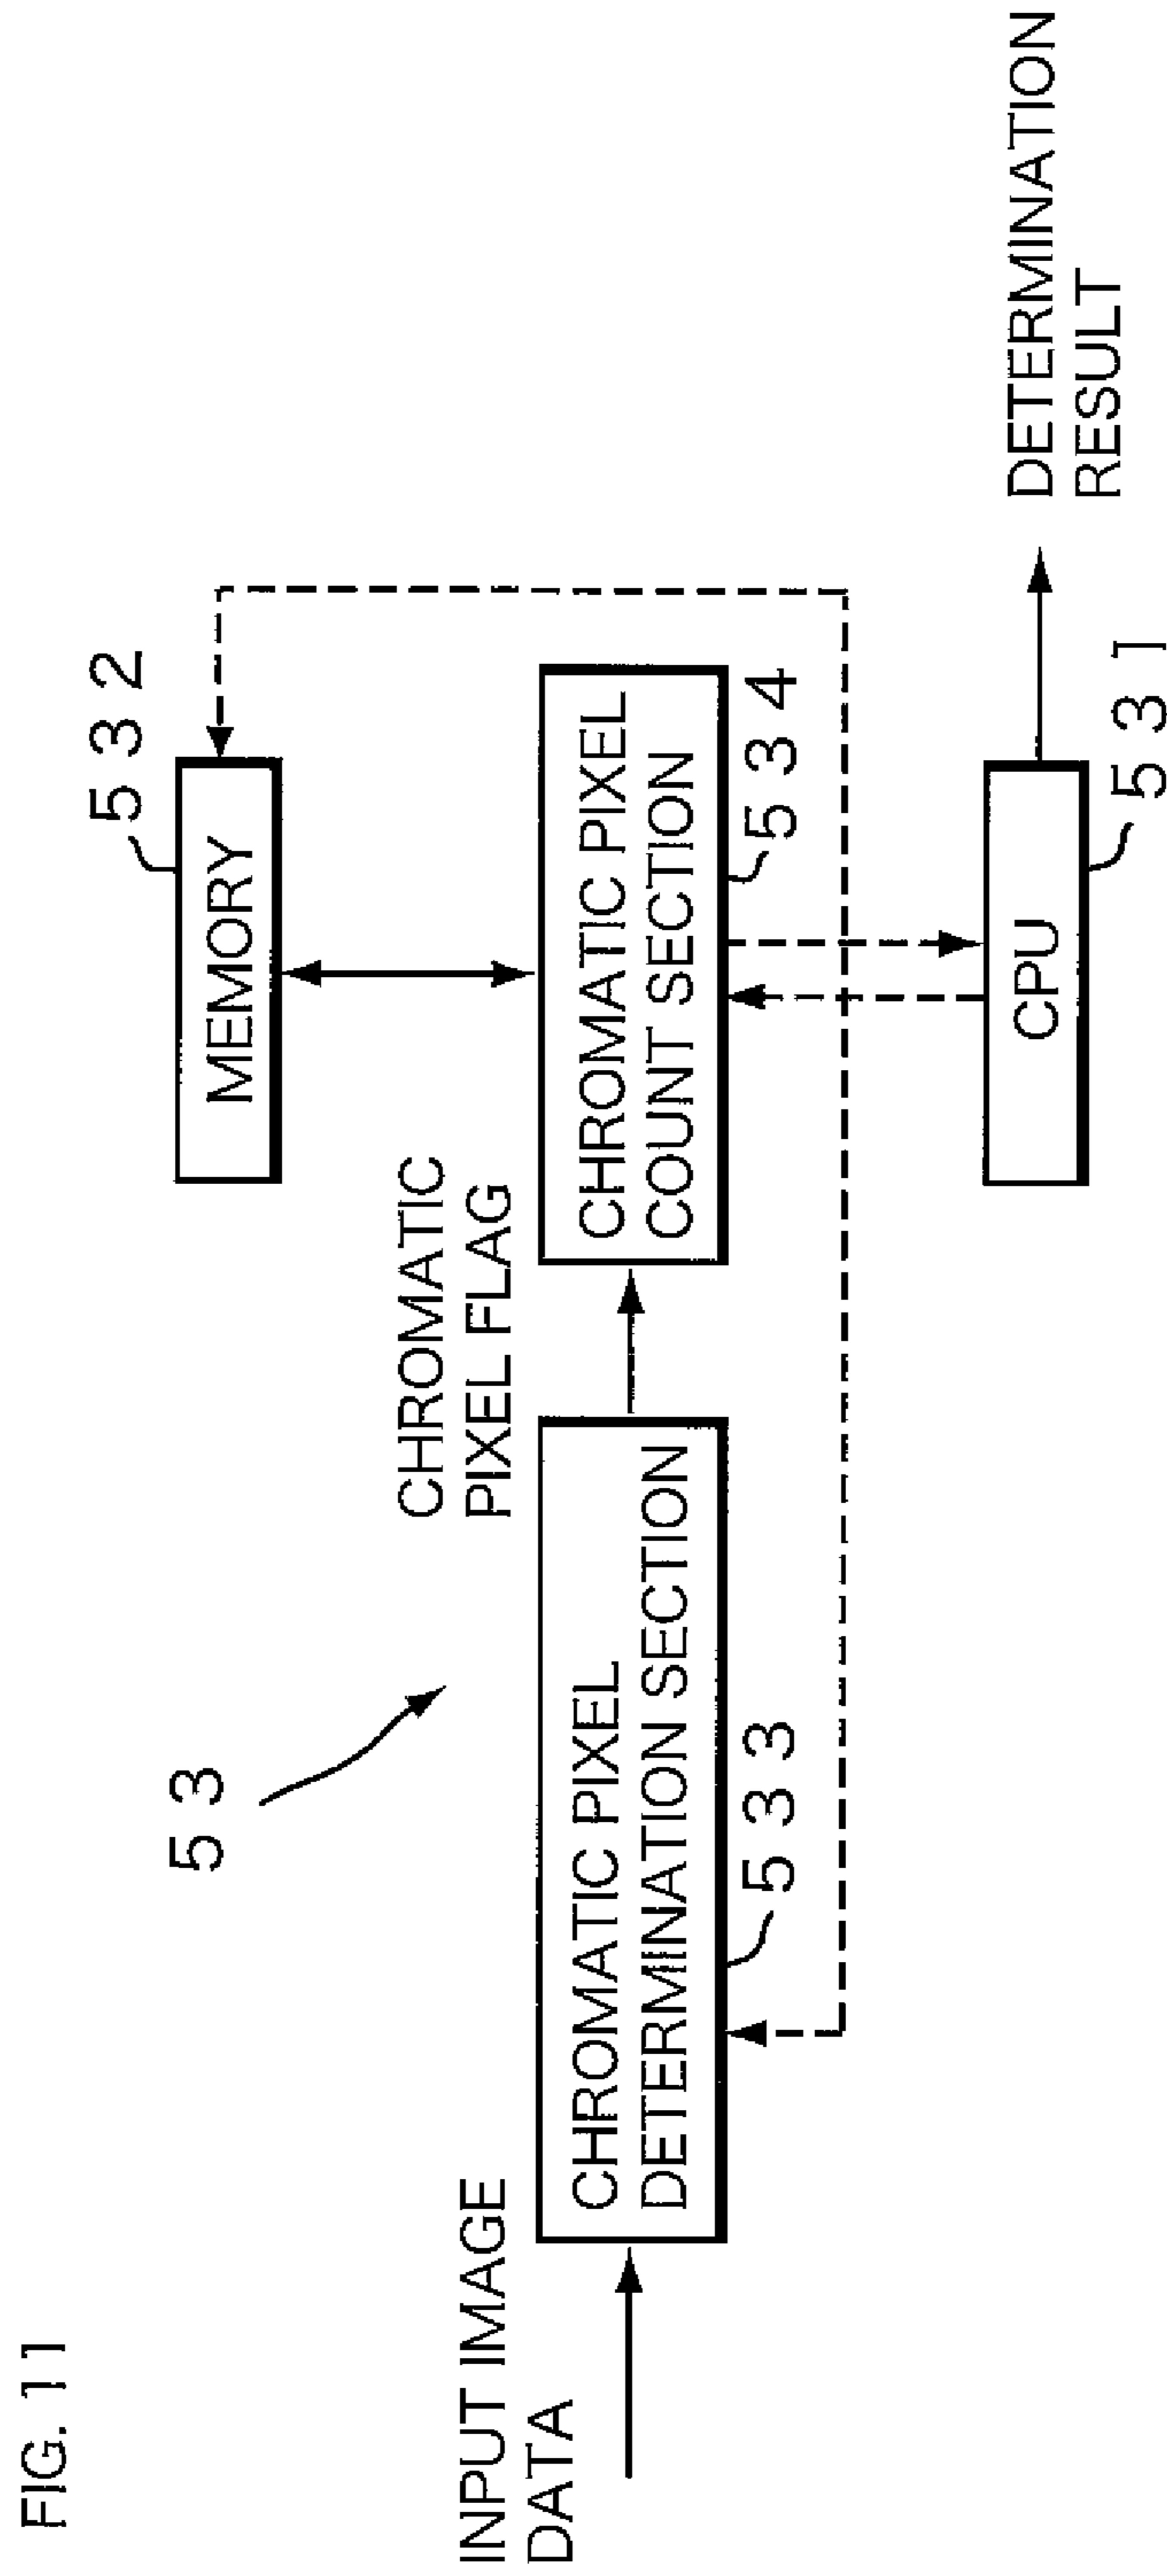 FIG. 11
53
532
MEMORY
CHROMATIC
PIXEL FLAG
INPUT IMAGE
DATA
CHROMATIC PIXEL
DETERMINATION SECTION
533
CHROMATIC PIXEL
COUNT SECTION
534
CPU
531
DETERMINATION
RESULT